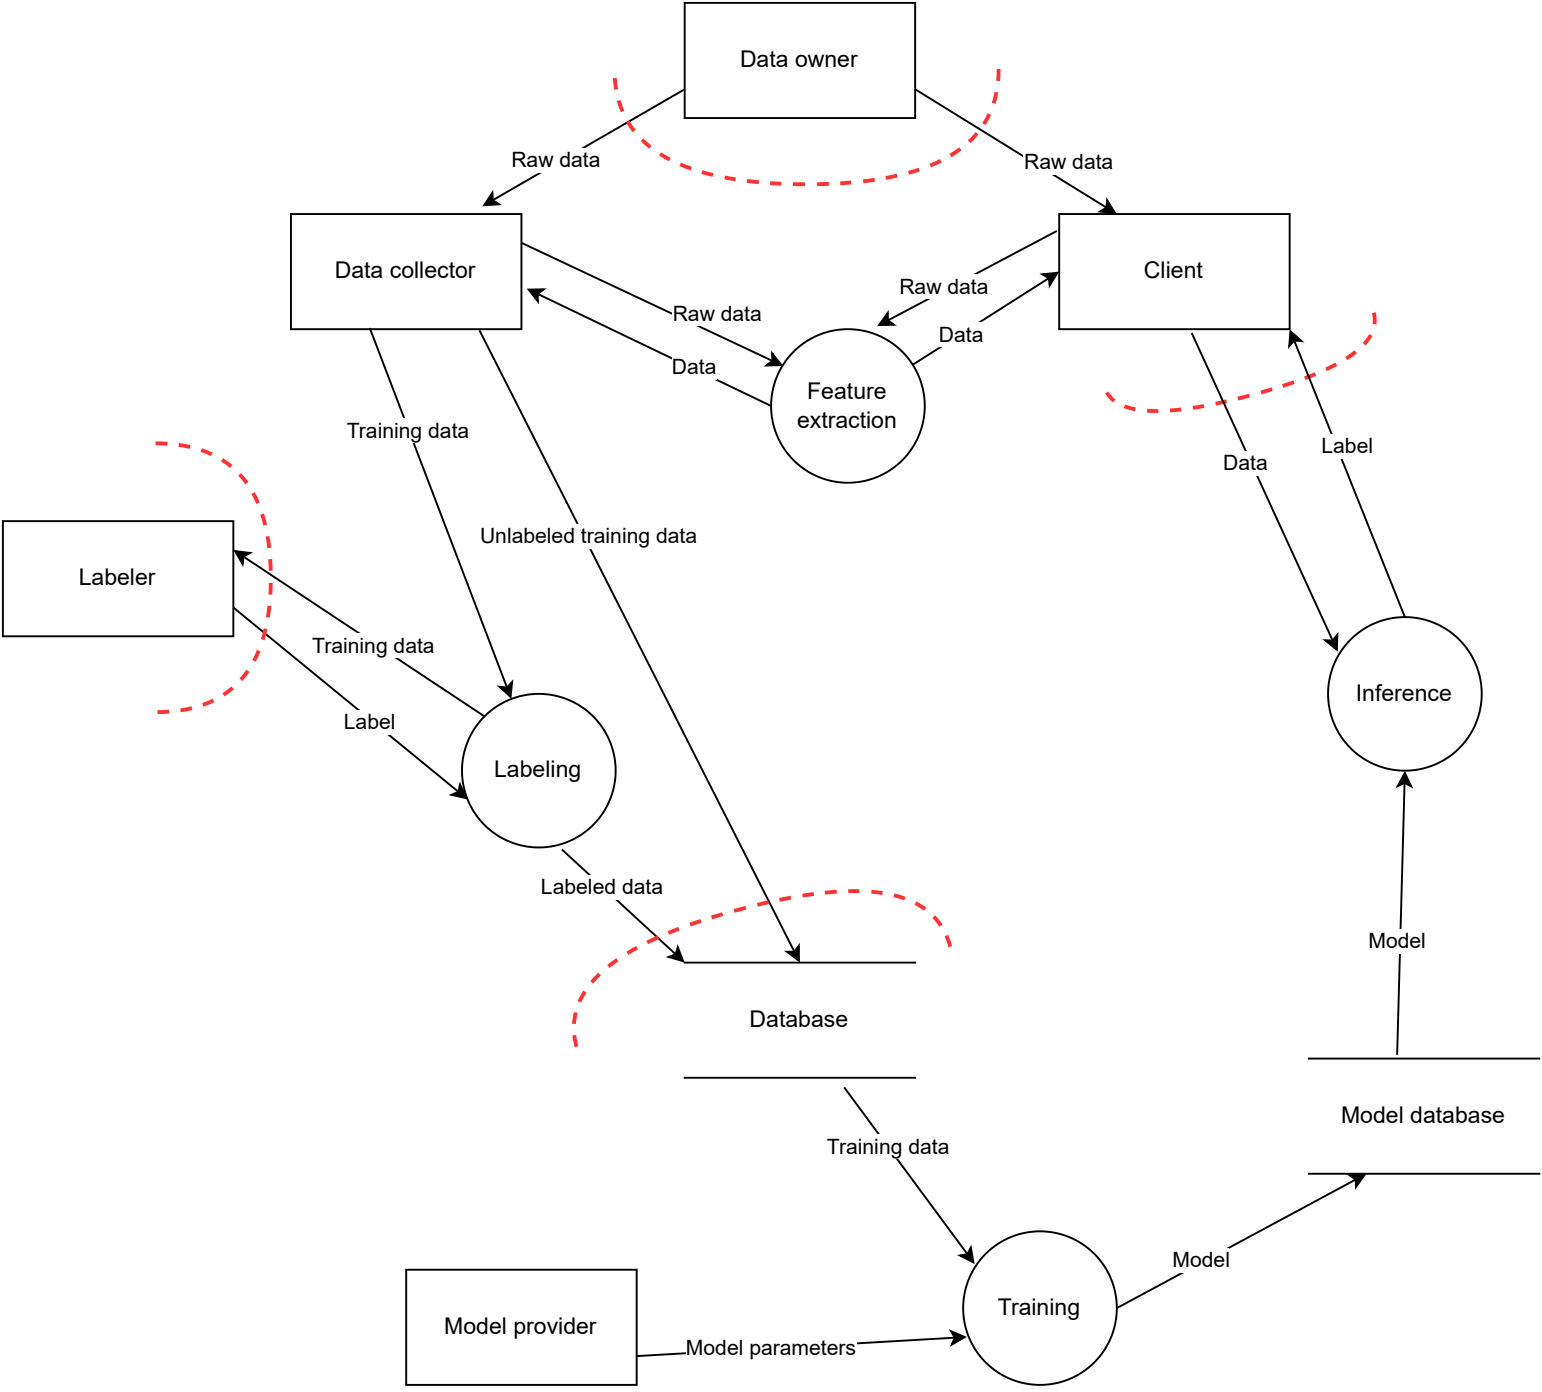 Data owner
Raw data
Raw data
Data collector
Client
Raw data
Raw data
Data
Data
Feature
extraction
Training data
Label
Data
Unlabeled training data
Labeler
Training data
Inference
Label
Labeling
Labeled data
Model
Database
Model database
Training data
Model
Training
Model provider
Model parameters